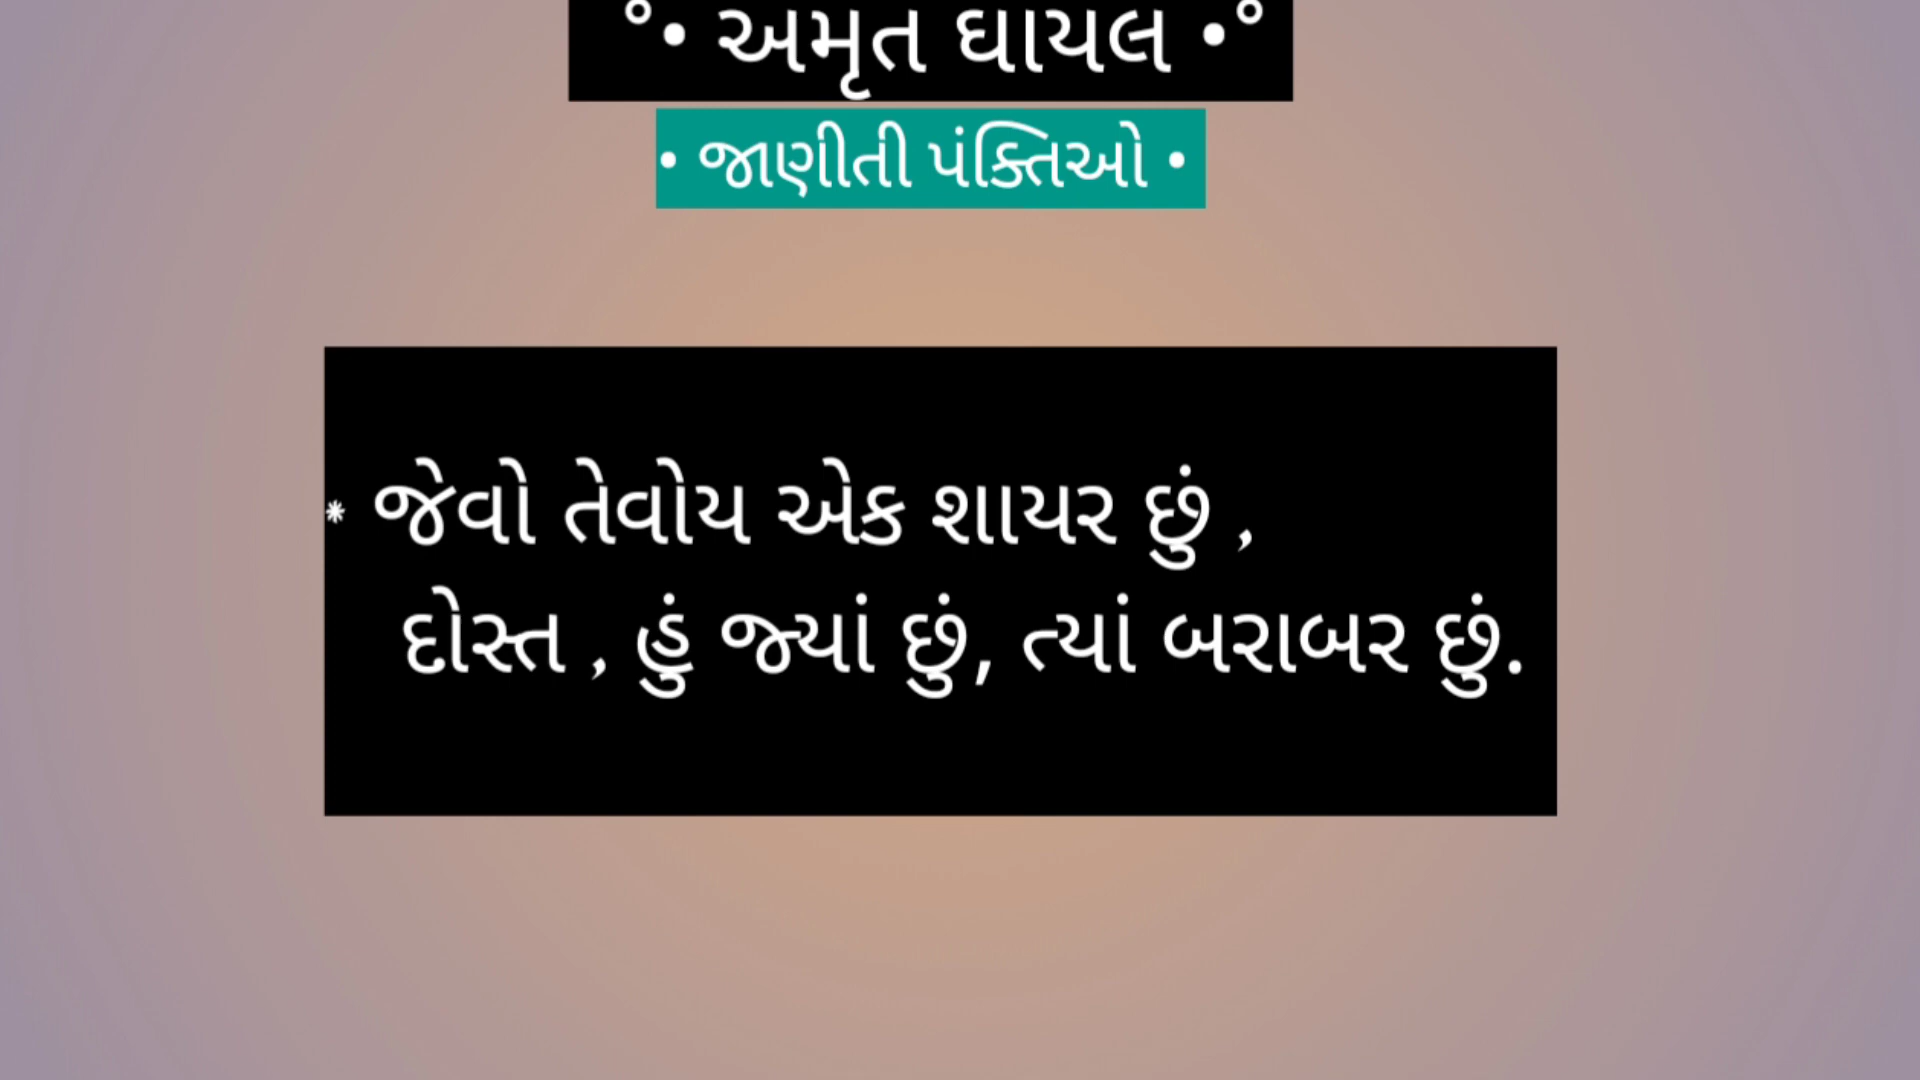 °• અમૃત ઘાયલ •°
• જાણીતી પંક્તિઓ •
* જેવો તેવોય એક શાયર છું ,
દોસ્ત , હું જ્યાં છું, ત્યાં બરાબર છું.